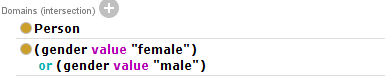 Domains (intersection)
Person
(gender value "female")
or (gender value "male")